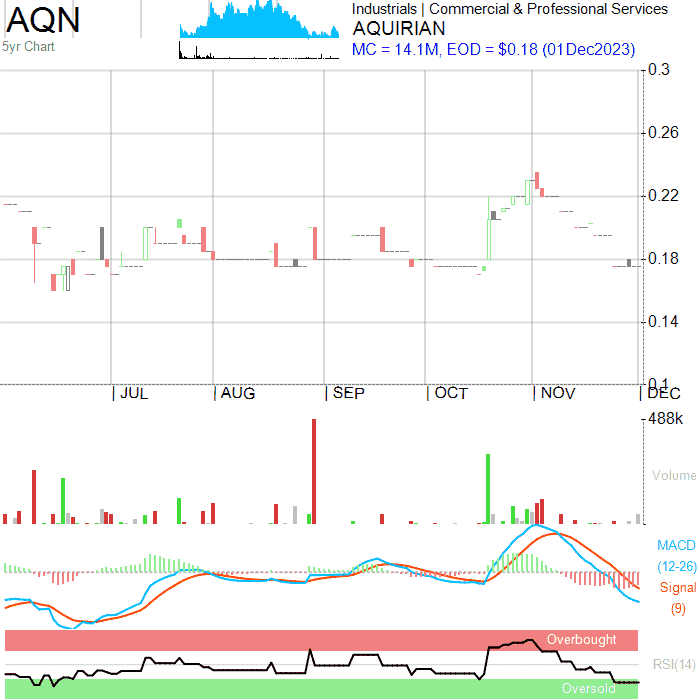 AQN
5yr Chart
Industrials | Commercial & Professional Services
AQUIRIAN
MC = 14.1M, EOD = $0.18 (01Dec2023)
0.3
0.26
0.22
0.18
0.14
0.1
| JUL | AUG | SEP | OCT | NOV | DEC
488k
Volume
MACD
(12-26)
Signal
(9)
Overbought
RSI(14)
Oversold